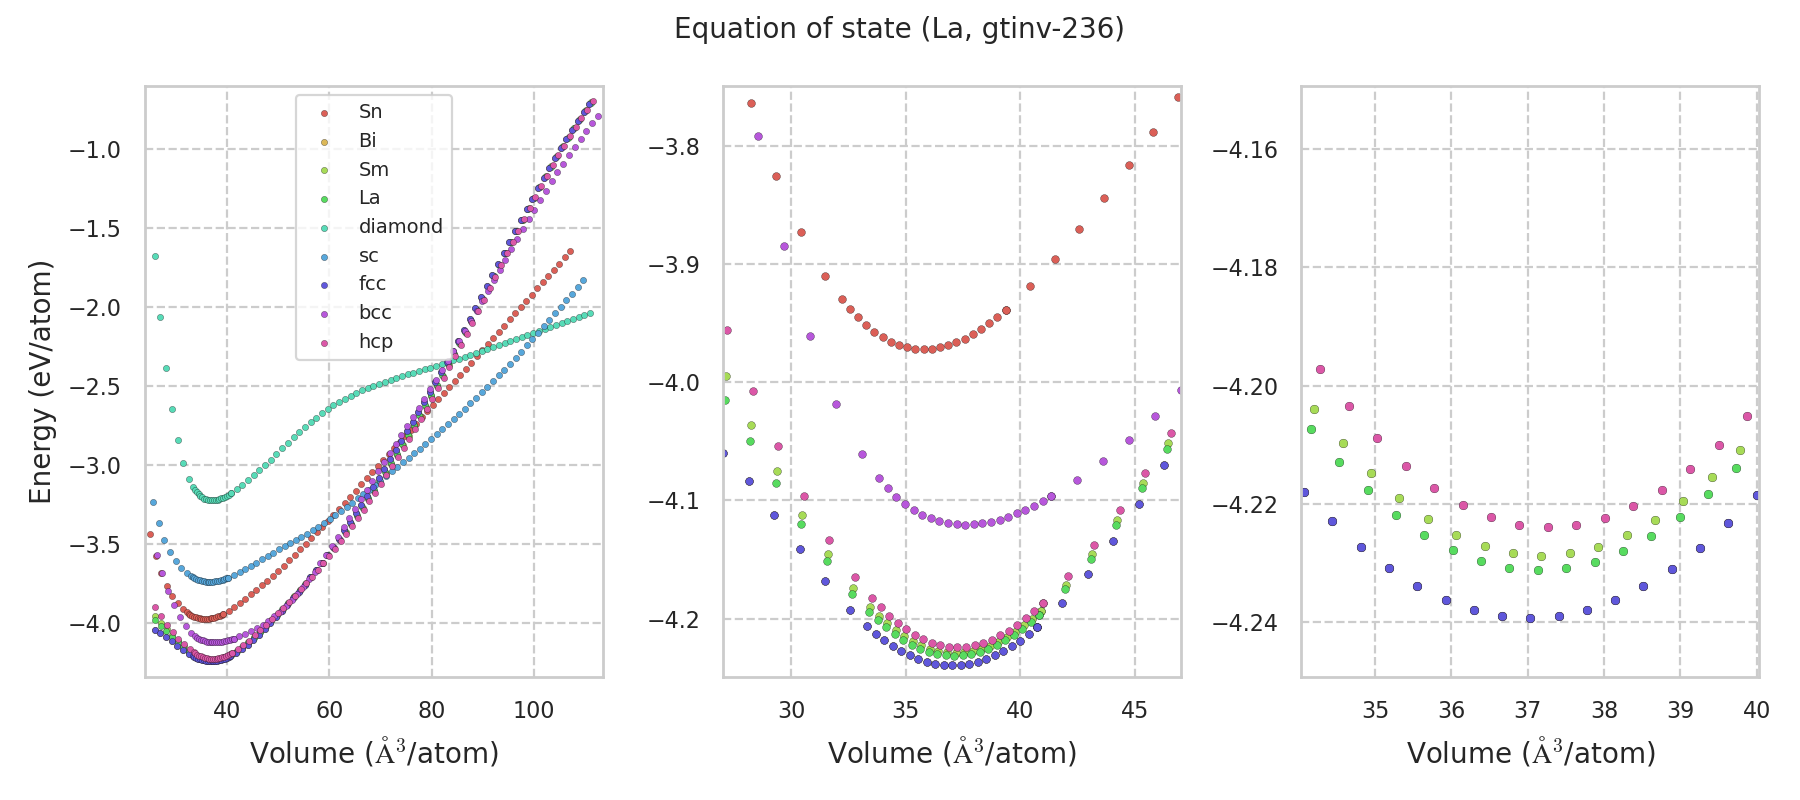 Equation of state (La, gtinv-236)
Energy (eV/atom)
−1.0
−1.5
−2.0
−2.5
−3.0
−3.5
−4.0
Sn
Bi
Sm
La
diamond
sc
fcc
bcc
hcp
40 60 80 100
Volume (Å³/atom)
−3.8
−3.9
−4.0
−4.1
−4.2
30 35 40 45
Volume (Å³/atom)
−4.16
−4.18
−4.20
−4.22
−4.24
35 36 37 38 39 40
Volume (Å³/atom)